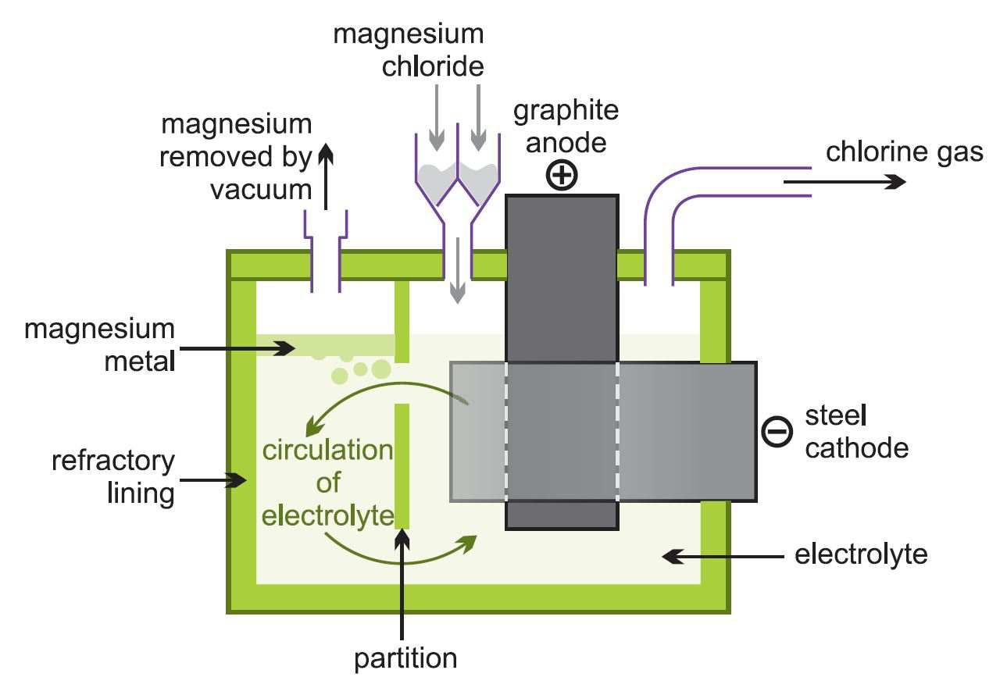 magnesium
chloride
graphite
anode
+
magnesium
removed by
vacuum
chlorine gas
magnesium
metal
steel
cathode
−
refractory
lining
circulation
of
electrolyte
electrolyte
partition